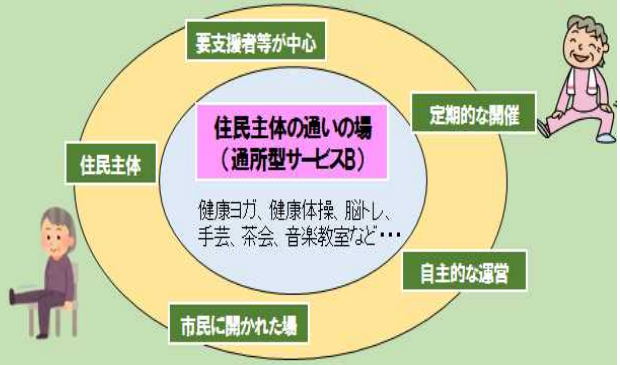 要支援者等が中心
住民主体の通いの場
（通所型サービスB）
定期的な開催
住民主体
健康ヨガ、健康体操、脳トレ、
手芸、茶会、音楽教室など･･･
自主的な運営
市民に開かれた場